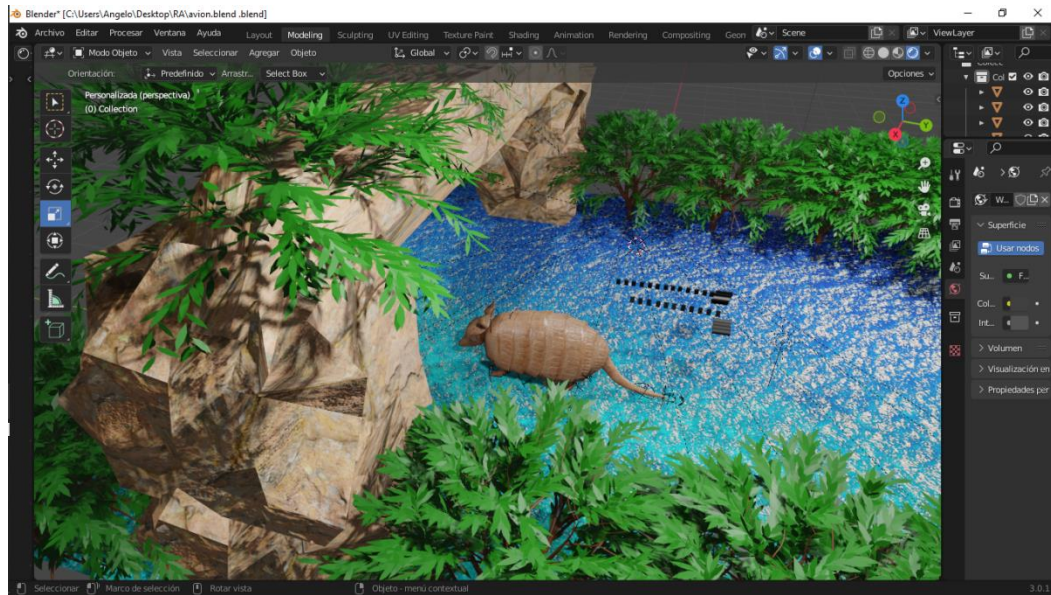 Blender* [C:\Users\Angelo\Desktop\RA\avion.blend .blend]
Archivo Editar Procesar Ventana Ayuda Layout Modeling Sculpting UV Editing Texture Paint Shading Animation Rendering Compositing Geon Scene ViewLayer
Modo Objeto Vista Seleccionar Agregar Objeto Global
Orientación: Predefinido Arrastr... Select Box Opciones
Personalizada (perspectiva)
(0) Collection
Z
Y
X
Col
W...
Superficie
Usar nodos
Su... F...
Col...
Int...
Volumen
Visualización en
Propiedades per
Seleccionar Marco de selección Rotar vista Objeto - menú contextual 3.0.1